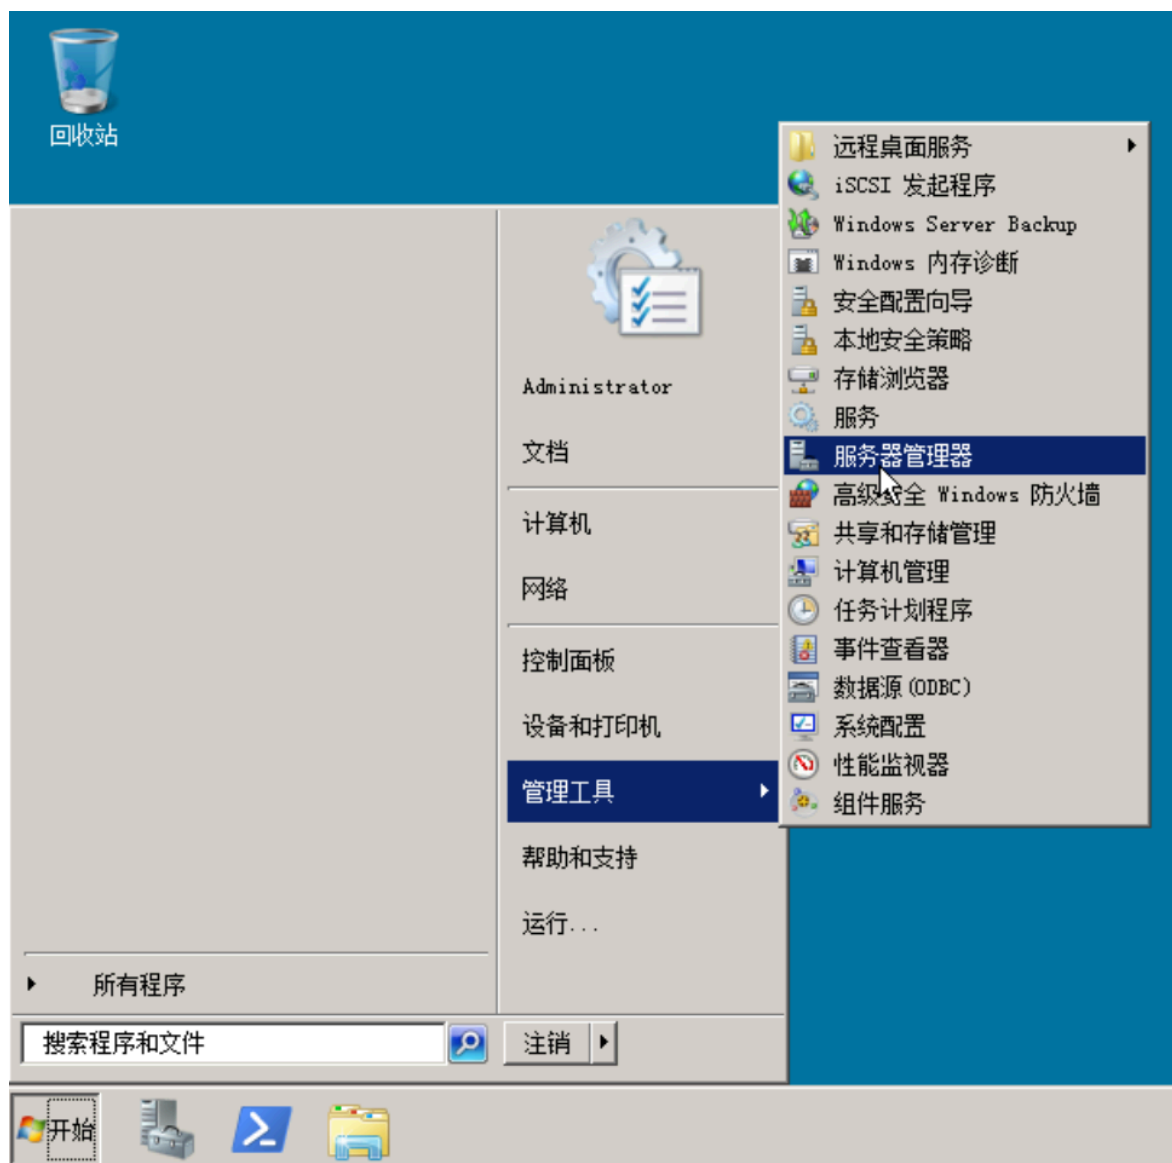 回收站
Administrator
文档
计算机
网络
控制面板
设备和打印机
管理工具
帮助和支持
运行...
所有程序
搜索程序和文件
注销
开始
远程桌面服务
iSCSI 发起程序
Windows Server Backup
Windows 内存诊断
安全配置向导
本地安全策略
存储浏览器
服务
服务器管理器
高级安全 Windows 防火墙
共享和存储管理
计算机管理
任务计划程序
事件查看器
数据源(ODBC)
系统配置
性能监视器
组件服务